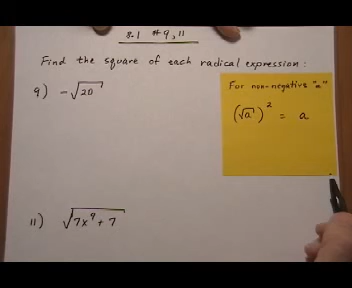 8.1 #9,11
Find the square of each radical expression:
9) -√20
For non-negative "a"
(√a)² = a
11) √7x⁹+7